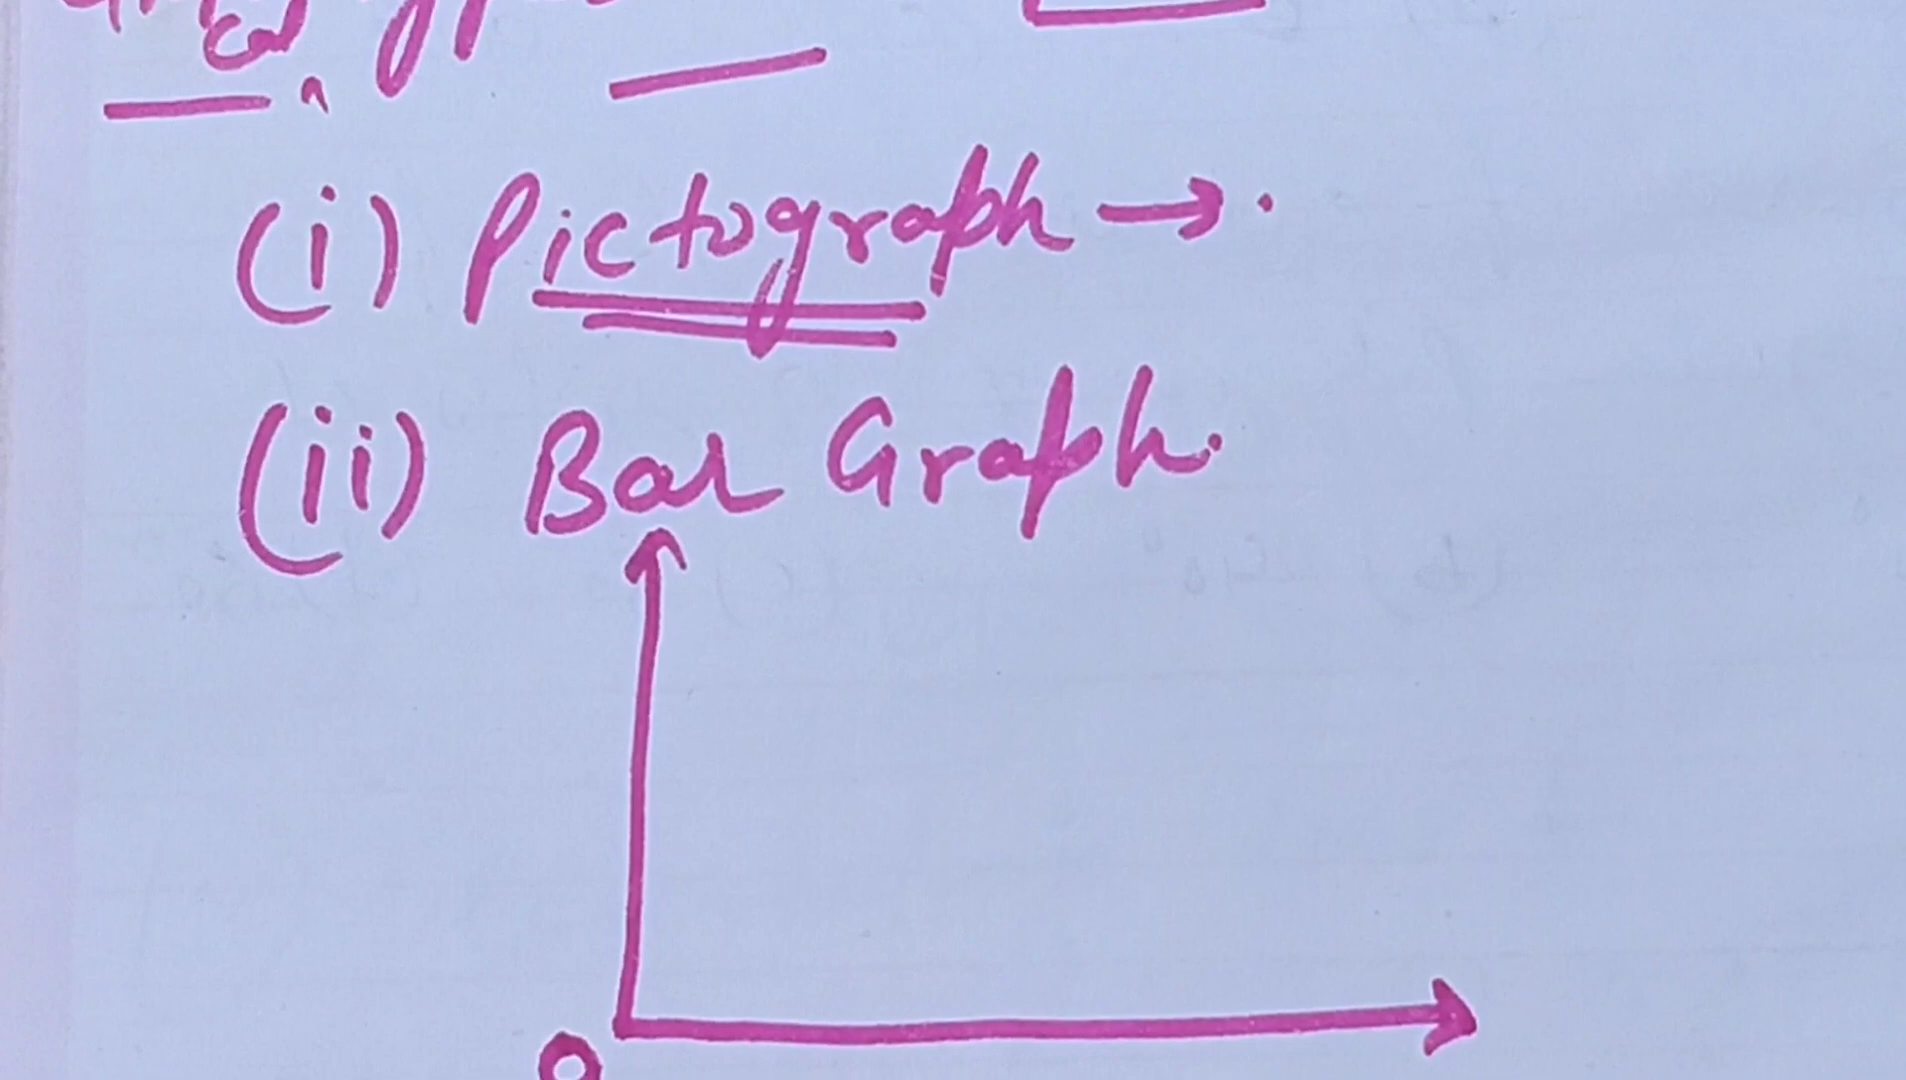 (i) Pictograph →.
(ii) Bar Graph.
O